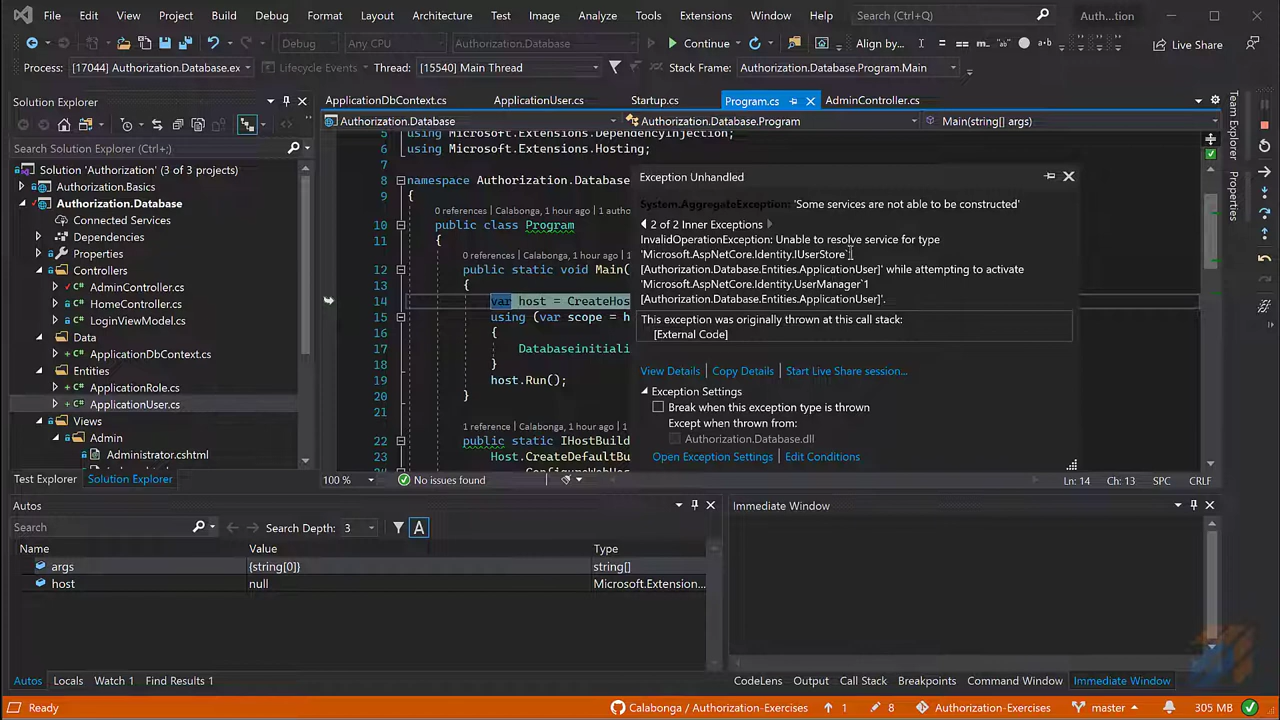 File Edit View Project Build Debug Format Layout Architecture Test Analyze Tools Extensions Window Help Search (Ctrl+Q) Auth...tion
Debug Any CPU Authorization.Database Continue Align by... Live Share
Process: [17044] Authorization.Database.ex Lifecycle Events Thread: [15540] Main Thread Stack Frame: Authorization.Database.Program.Main
Solution Explorer
Search Solution Explorer (Ctrl+;)
Solution 'Authorization' (3 of 3 projects)
Authorization.Basics
Authorization.Database
Connected Services
Properties
Controllers
AdminController.cs
HomeController.cs
LoginViewModel.cs
Data
ApplicationDbContext.cs
Entities
ApplicationRole.cs
ApplicationUser.cs
Views
Admin
Administrator.cshtml
Test Explorer Solution Explorer
ApplicationDbContext.cs ApplicationUser.cs Startup.cs Program.cs AdminController.cs
Authorization.Database Authorization.Database.Program Main(string[] args)
5 using Microsoft.Extensions.DependencyInjection;
6 using Microsoft.Extensions.Hosting;
7
8 namespace Authorization.Database
9 {
0 references | Calabonga, 1 hour ago | 1 autho
10 public class Program
11 {
0 references | Calabonga, 1 hour ago
12 public static void Main(
13 {
14 var host = CreateHos
15 using (var scope = h
16 {
17 Databaseinitiali
18 }
19 host.Run();
20 }
21
1 reference | Calabonga, 1 hour ago | 1
22 public static IHostBuild
23 Host.CreateDefaultBu
24
Exception Unhandled
System.AggregateException: 'Some services are not able to be constructed'
2 of 2 Inner Exceptions
InvalidOperationException: Unable to resolve service for type
'Microsoft.AspNetCore.Identity.IUserStore`
[Authorization.Database.Entities.ApplicationUser]' while attempting to activate
'Microsoft.AspNetCore.Identity.UserManager`1
[Authorization.Database.Entities.ApplicationUser]'.
This exception was originally thrown at this call stack:
[External Code]
View Details Copy Details Start Live Share session...
Exception Settings
Break when this exception type is thrown
Except when thrown from:
Authorization.Database.dll
Open Exception Settings Edit Conditions
100 % No issues found Ln: 14 Ch: 13 SPC CRLF
Team Explorer
Diagnostic Tools
Autos
Search Search Depth: 3 A
Name Value Type
args {string[0]} string[]
host null Microsoft.Extension...
Autos Locals Watch 1 Find Results 1
Immediate Window
CodeLens Output Call Stack Breakpoints Command Window Immediate Window
Ready Calabonga / Authorization-Exercises 1 8 Authorization-Exercises master 305 MB